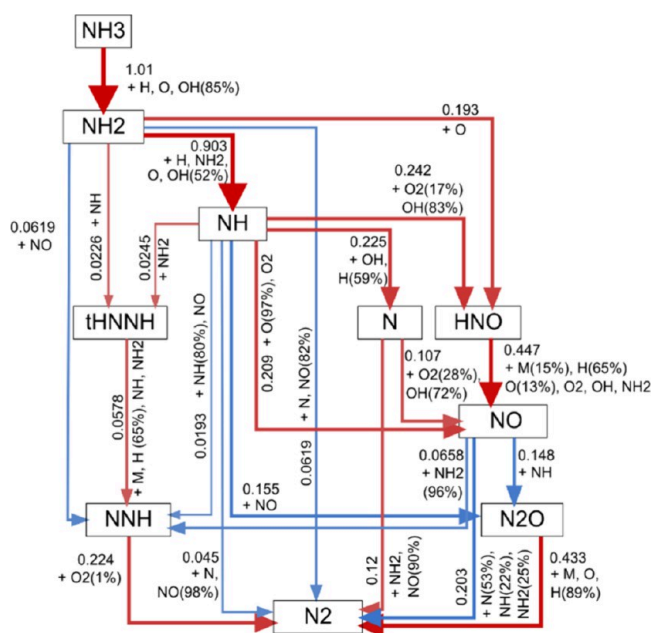 NH3
1.01
+ H, O, OH(85%)
NH2
0.193
+ O
0.903
+ H, NH2,
O, OH(52%)
0.242
+ O2(17%)
OH(83%)
0.0619
+ NO
0.0226 + NH
0.0245
+ NH2
NH
0.225
+ OH,
H(59%)
tHNNH
N
HNO
0.0578
+ M, H (65%), NH, NH2
0.0193 + NH(80%), NO
0.209 + O(97%), O2
0.0619 + N, NO(82%)
0.107
+ O2(28%)
OH(72%)
0.447
+ M(15%), H(65%)
O(13%), O2, OH, NH2
NO
0.155
+ NO
0.0658
+ NH2
(96%)
0.148
+ NH
NNH
N2O
0.224
+ O2(1%)
0.045
+ N,
NO(98%)
0.12
+ NH2,
NO(90%)
0.203
+ N(53%),
NH(22%),
NH2(25%)
0.433
+ M, O,
H(89%)
N2